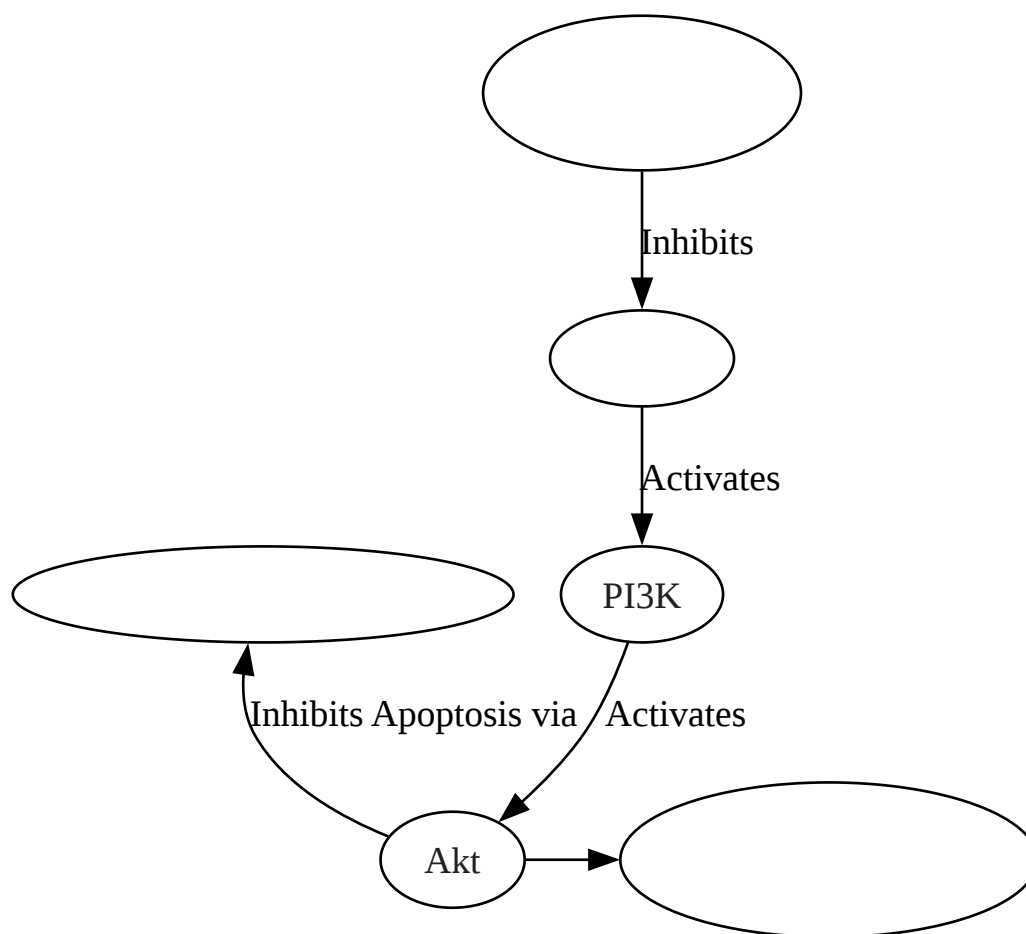 Inhibits
Activates
PI3K
Inhibits Apoptosis via
Activates
Akt